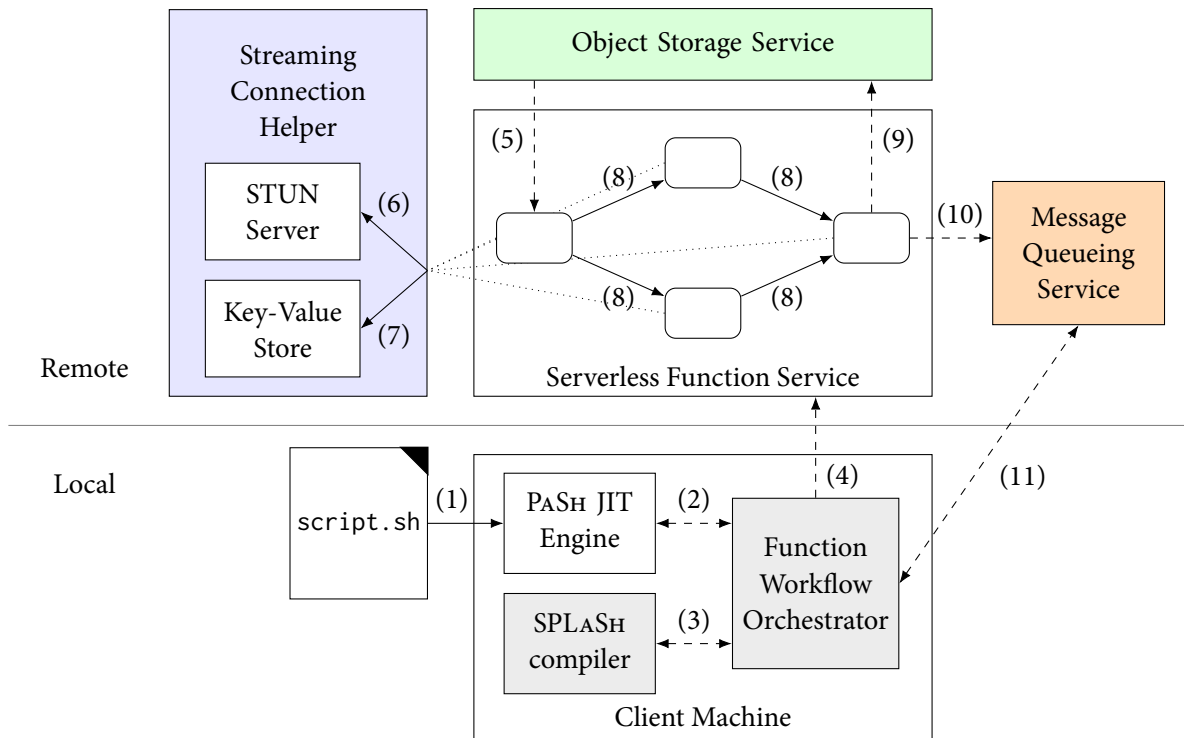 Object Storage Service
Streaming
Connection
Helper
STUN
Server
(6)
Key-Value
Store
(7)
(5)
(8)
(8)
(8)
(8)
(9)
(10)
Message
Queueing
Service
Serverless Function Service
Remote
Local
script.sh
(1)
PASH JIT
Engine
(2)
(4)
(11)
Function
Workflow
Orchestrator
SPLASH
compiler
(3)
Client Machine